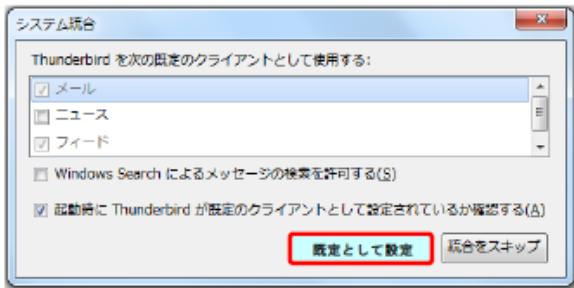 システム統合
Thunderbird を次の既定のクライアントとして使用する:
メール
ニュース
フィード
Windows Search によるメッセージの検索を許可する(S)
起動時に Thunderbird が既定のクライアントとして設定されているか確認する(A)
既定として設定 統合をスキップ